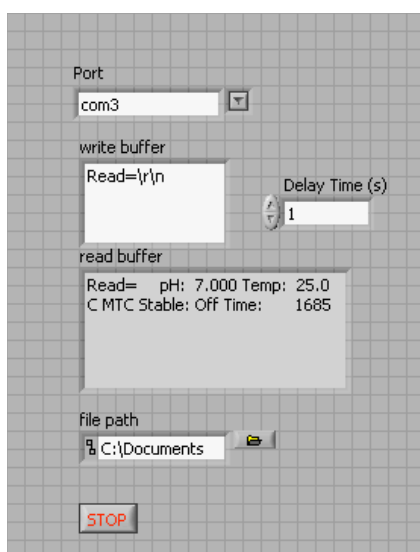 Port
com3
write buffer
Read=\r\n
Delay Time (s)
1
read buffer
Read= pH: 7.000 Temp: 25.0
C MTC Stable: Off Time: 1685
file path
C:\Documents
STOP